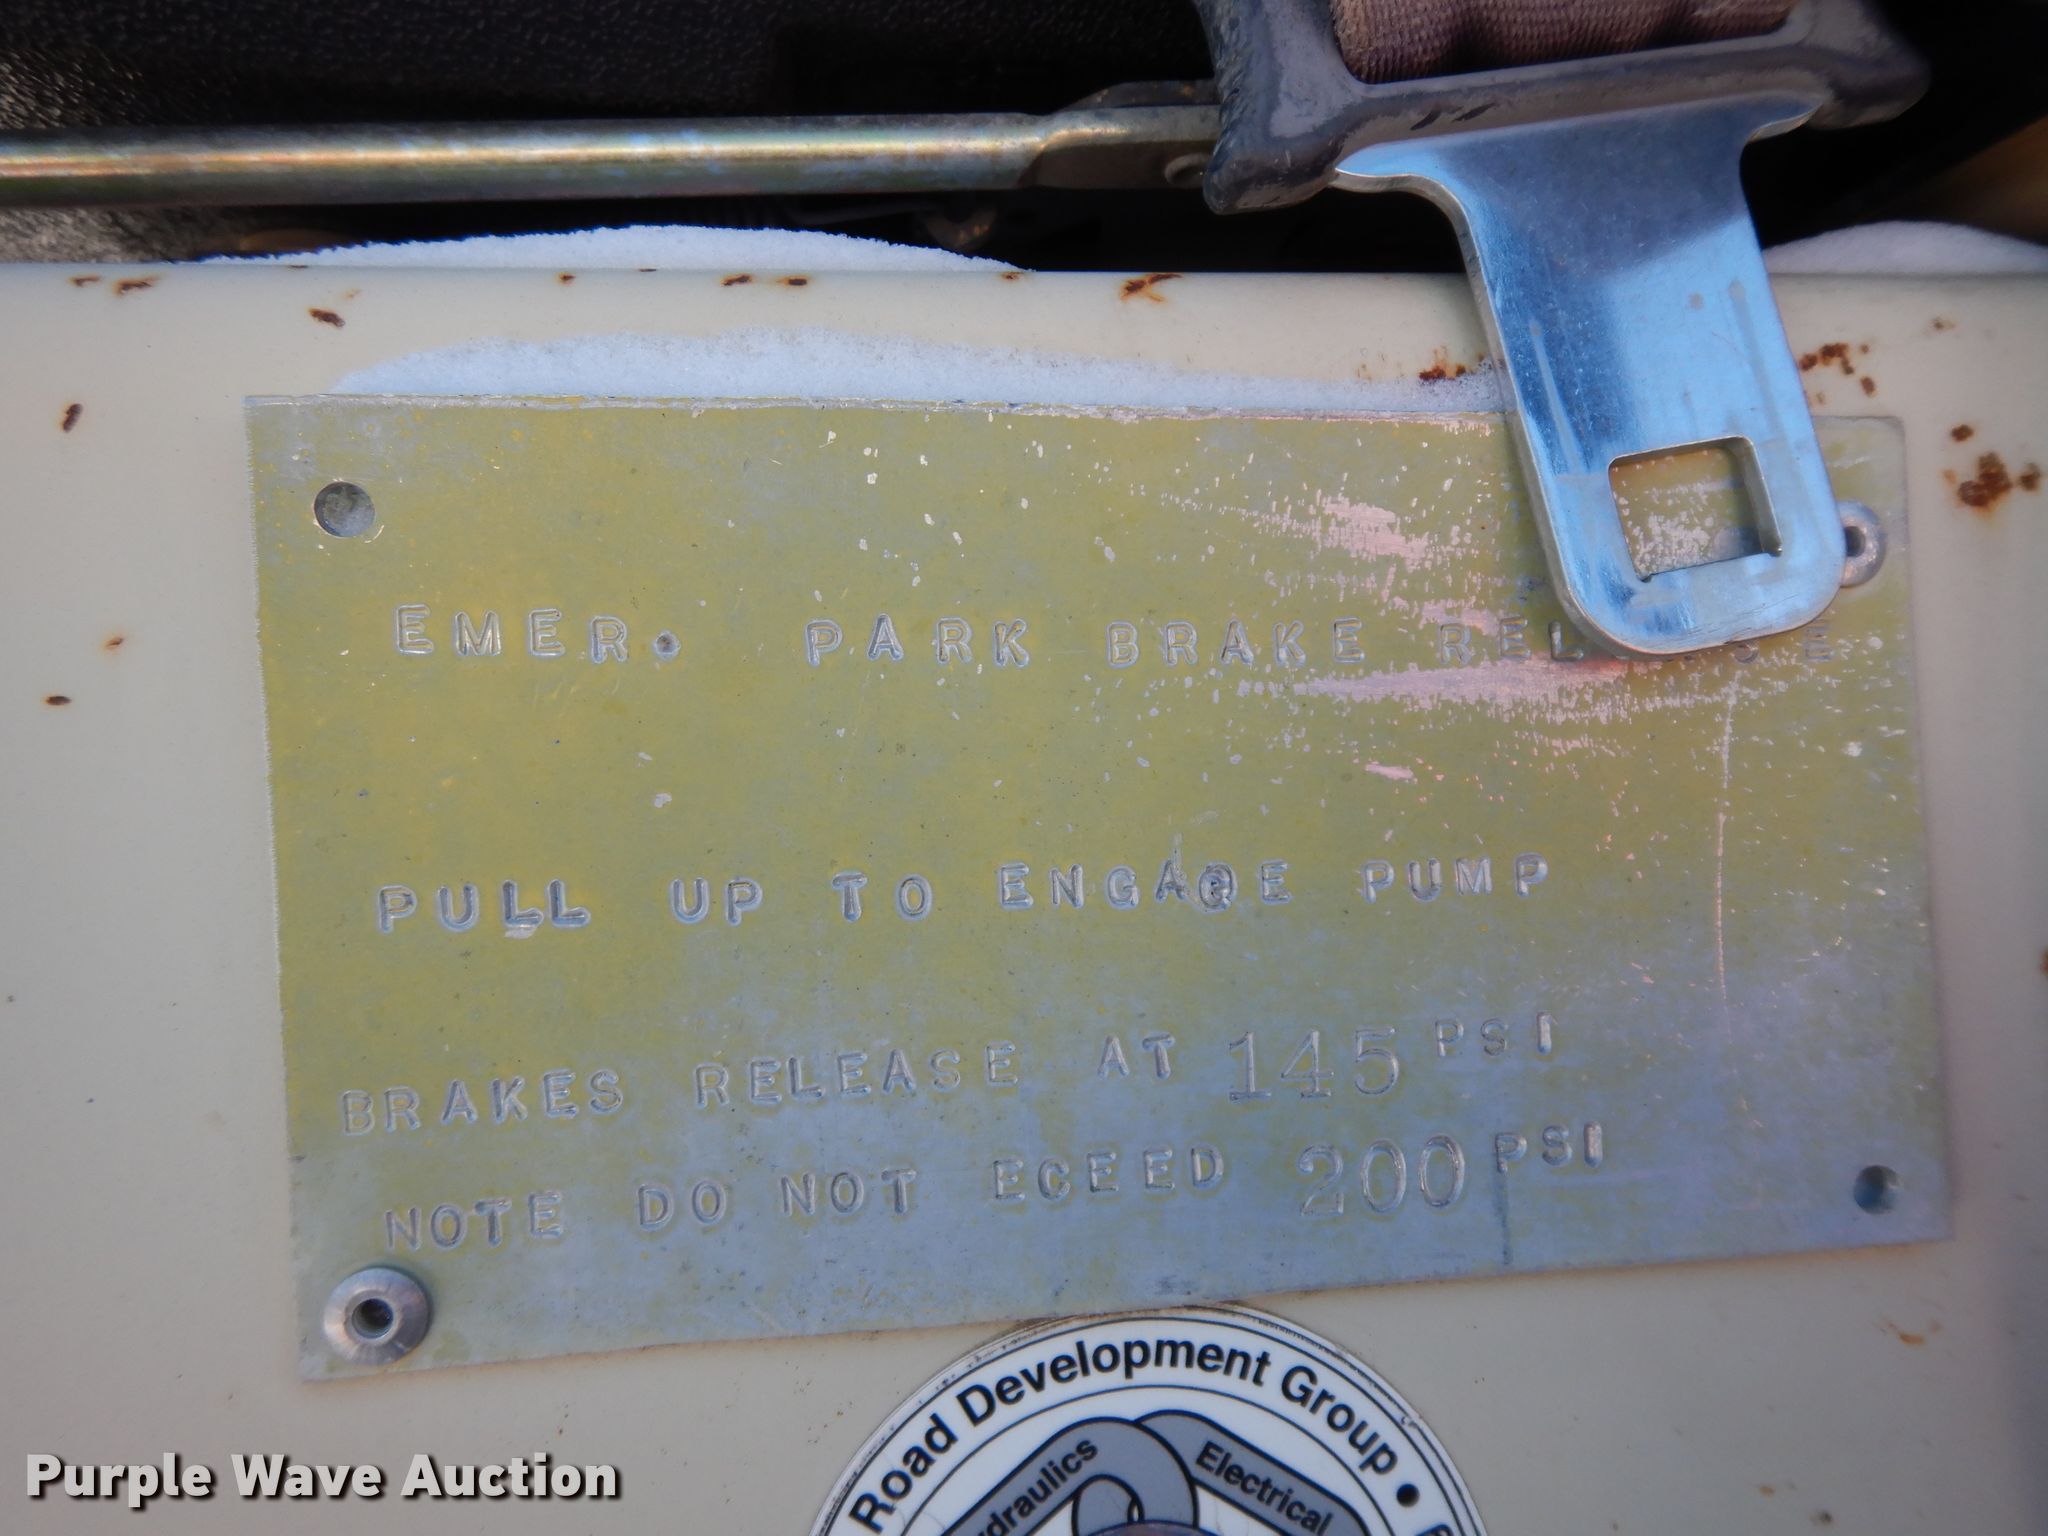 EMER. PARK BRAKE
PULL UP TO ENGAGE PUMP
BRAKES RELEASE AT 145 PSI
NOTE DO NOT ECEED 200 PSI
Road Development Group •
Electrical
Purple Wave Auction